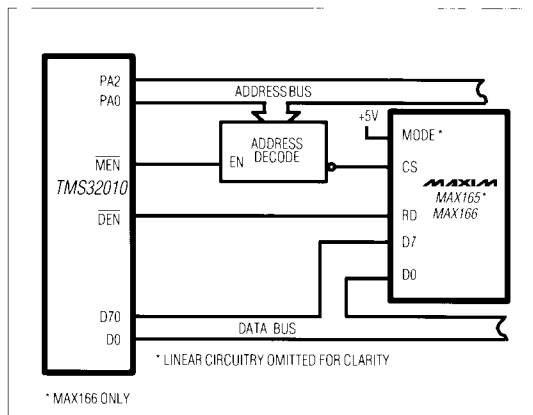 PA2
PA0
ADDRESS BUS
+5V
MODE *
ADDRESS
DECODE
EN
MEN
CS
TMS32010
MAXIM
MAX165*
MAX166
DEN
RD
D7
D0
D70
D0
DATA BUS
* LINEAR CIRCUITRY OMITTED FOR CLARITY
* MAX166 ONLY